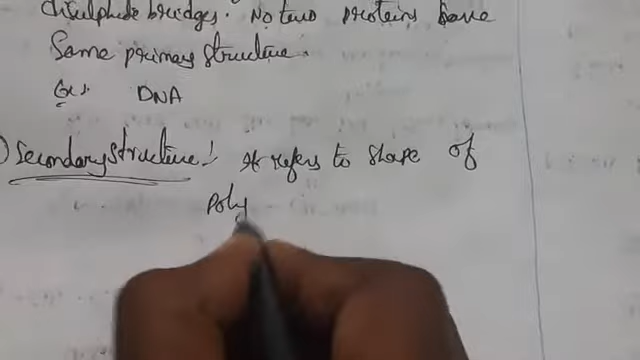 disulphide bridges. No two proteins have
Same primary structure.
Ex:. DNA
) Secondary structure:- It refers to shape of
Poly